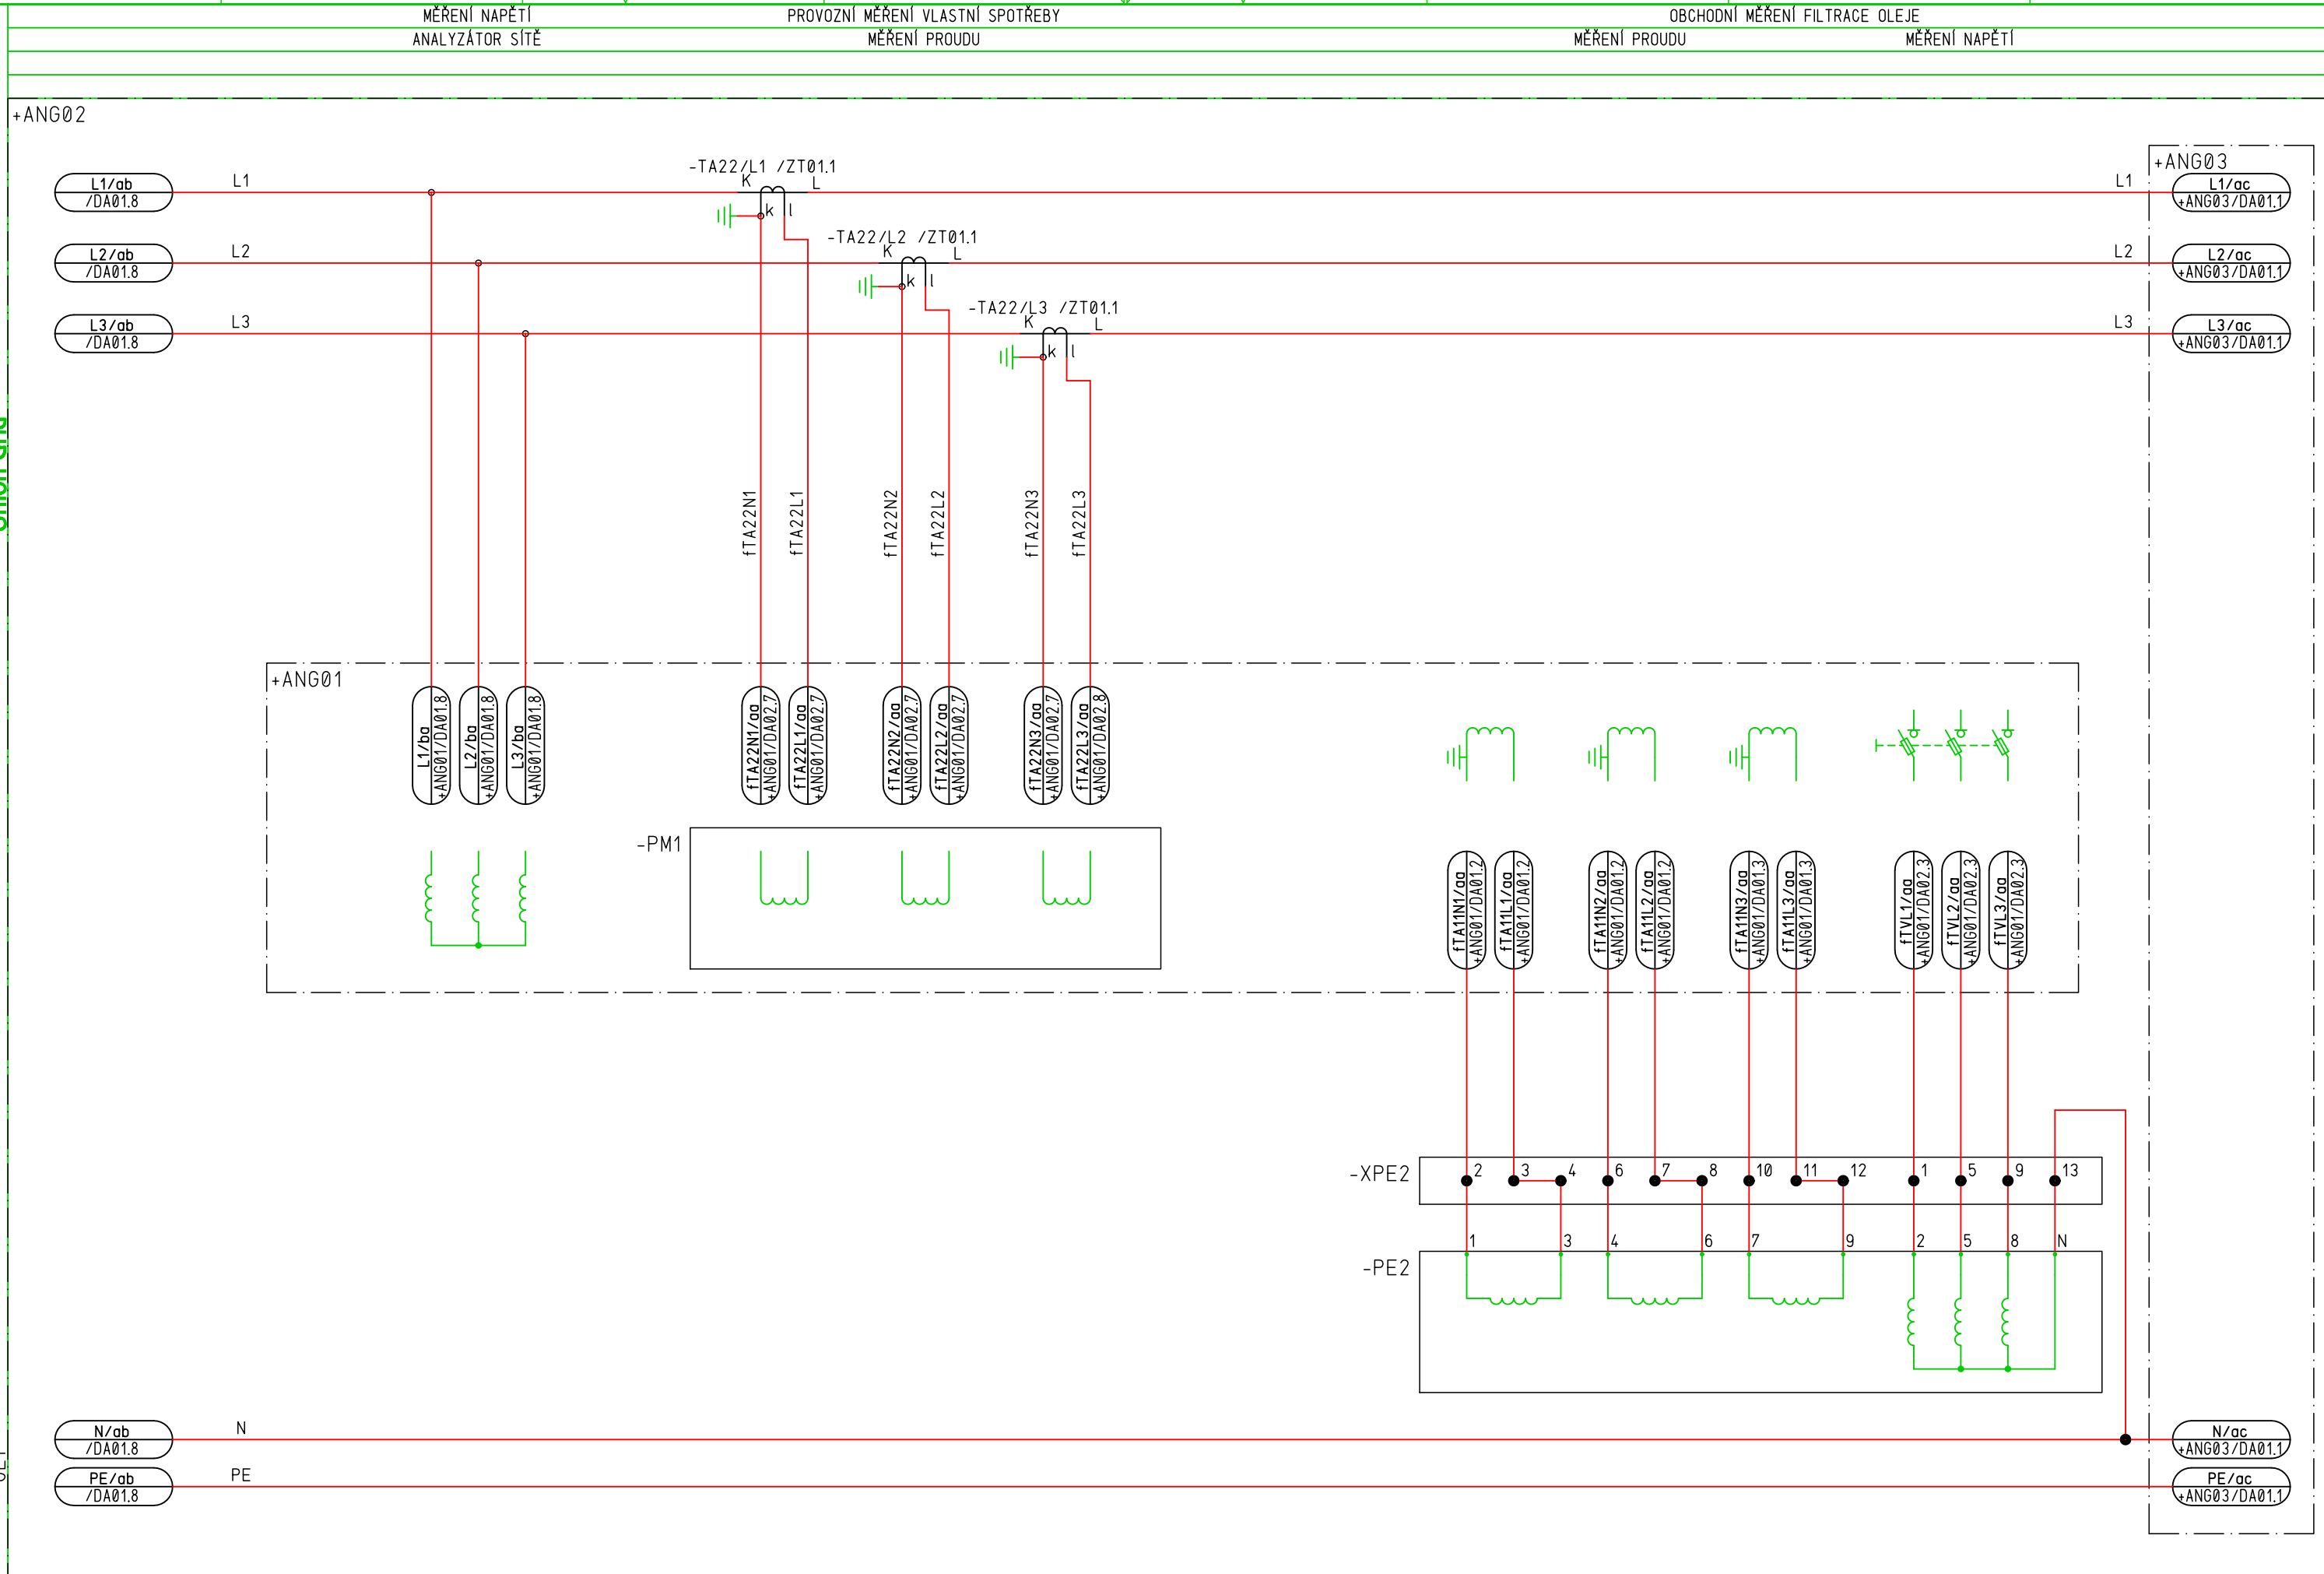 MĚŘENÍ NAPĚTÍ PROVOZNÍ MĚŘENÍ VLASTNÍ SPOTŘEBY OBCHODNÍ MĚŘENÍ FILTRACE OLEJE
ANALYZÁTOR SÍTĚ MĚŘENÍ PROUDU MĚŘENÍ PROUDU MĚŘENÍ NAPĚTÍ
+ANG02
+ANG03
-TA22/L1 /ZT01.1
K L
k l
L1/ab
/DA01.8
L1
L1
L1/ac
+ANG03/DA01.1
-TA22/L2 /ZT01.1
K L
k l
L2/ab
/DA01.8
L2
L2
L2/ac
+ANG03/DA01.1
-TA22/L3 /ZT01.1
K L
k l
L3/ab
/DA01.8
L3
L3
L3/ac
+ANG03/DA01.1
fTA22N1
fTA22L1
fTA22N2
fTA22L2
fTA22N3
fTA22L3
+ANG01
L1/ba
+ANG01/DA01.8
L2/ba
+ANG01/DA01.8
L3/ba
+ANG01/DA01.8
fTA22N1/aa
+ANG01/DA02.7
fTA22L1/aa
+ANG01/DA02.7
fTA22N2/aa
+ANG01/DA02.7
fTA22L2/aa
+ANG01/DA02.7
fTA22N3/aa
+ANG01/DA02.7
fTA22L3/aa
+ANG01/DA02.8
-PM1
fTA11N1/aa
+ANG01/DA01.2
fTA11L1/aa
+ANG01/DA01.2
fTA11N2/aa
+ANG01/DA01.2
fTA11L2/aa
+ANG01/DA01.2
fTA11N3/aa
+ANG01/DA01.3
fTA11L3/aa
+ANG01/DA01.3
fTVL1/aa
+ANG01/DA02.3
fTVL2/aa
+ANG01/DA02.3
fTVL3/aa
+ANG01/DA02.3
-XPE2
2 3 4 6 7 8 10 11 12 1 5 9 13
1 3 4 6 7 9 2 5 8 N
-PE2
N/ab
/DA01.8
N
N/ac
+ANG03/DA01.1
PE/ab
/DA01.8
PE
PE/ac
+ANG03/DA01.1